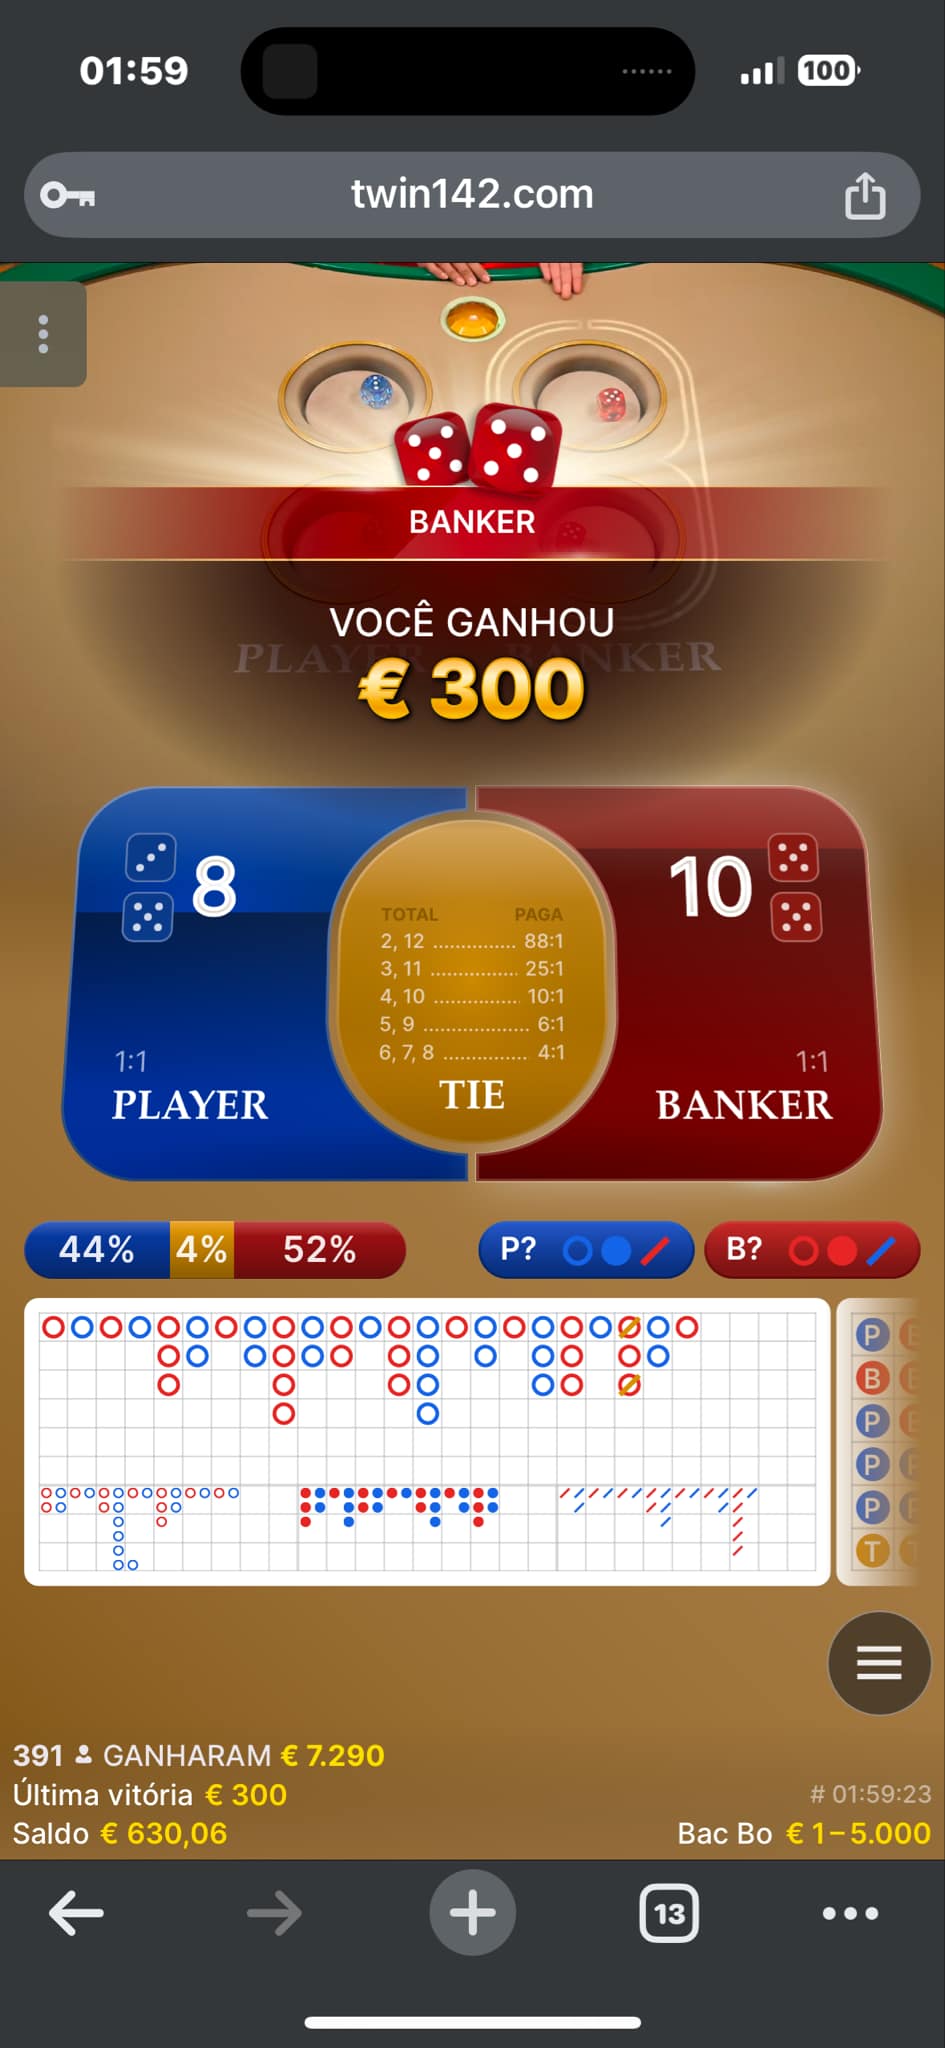 01:59
100
twin142.com
BANKER
VOCÊ GANHOU
PLAYER BANKER
€ 300
8
10
TOTAL PAGA
2, 12 ............... 88:1
3, 11 ................ 25:1
4, 10 ................ 10:1
5, 9 ................... 6:1
6, 7, 8 ............... 4:1
1:1
1:1
PLAYER
TIE
BANKER
44% 4% 52%
P?
B?
P
B
P
P
P
T
391 GANHARAM € 7.290
Última vitória € 300
# 01:59:23
Saldo € 630,06
Bac Bo € 1–5.000
13